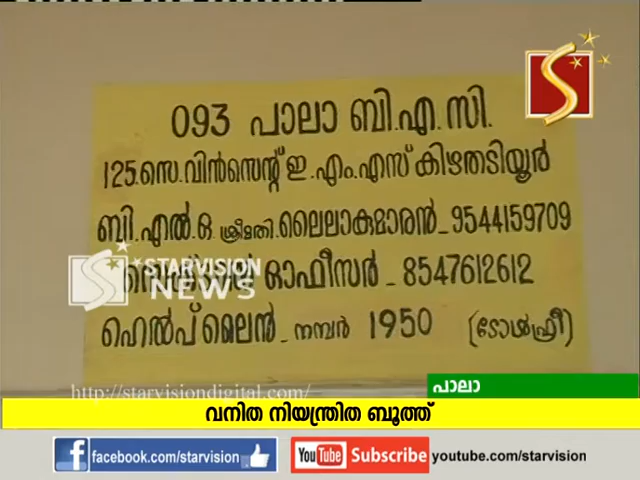 093 പാലാ ബി.എ.സി.
125.സെ.വിൻസെന്റ് ഇ.എം.എസ് കിഴതടിയൂർ
ബി.എൽ.ഒ ശ്രീമതി.ലൈലാകുമാരൻ_9544159709
ഓഫീസർ _ 8547612612
ഹെൽപ് ലൈൻ _ നമ്പർ 1950 (ടോൾഫ്രീ)
STARVISION
NEWS
http://starvisiondigital.com/
പാലാ
വനിത നിയന്ത്രിത ബൂത്ത്
facebook.com/starvision
YouTube Subscribe youtube.com/starvision